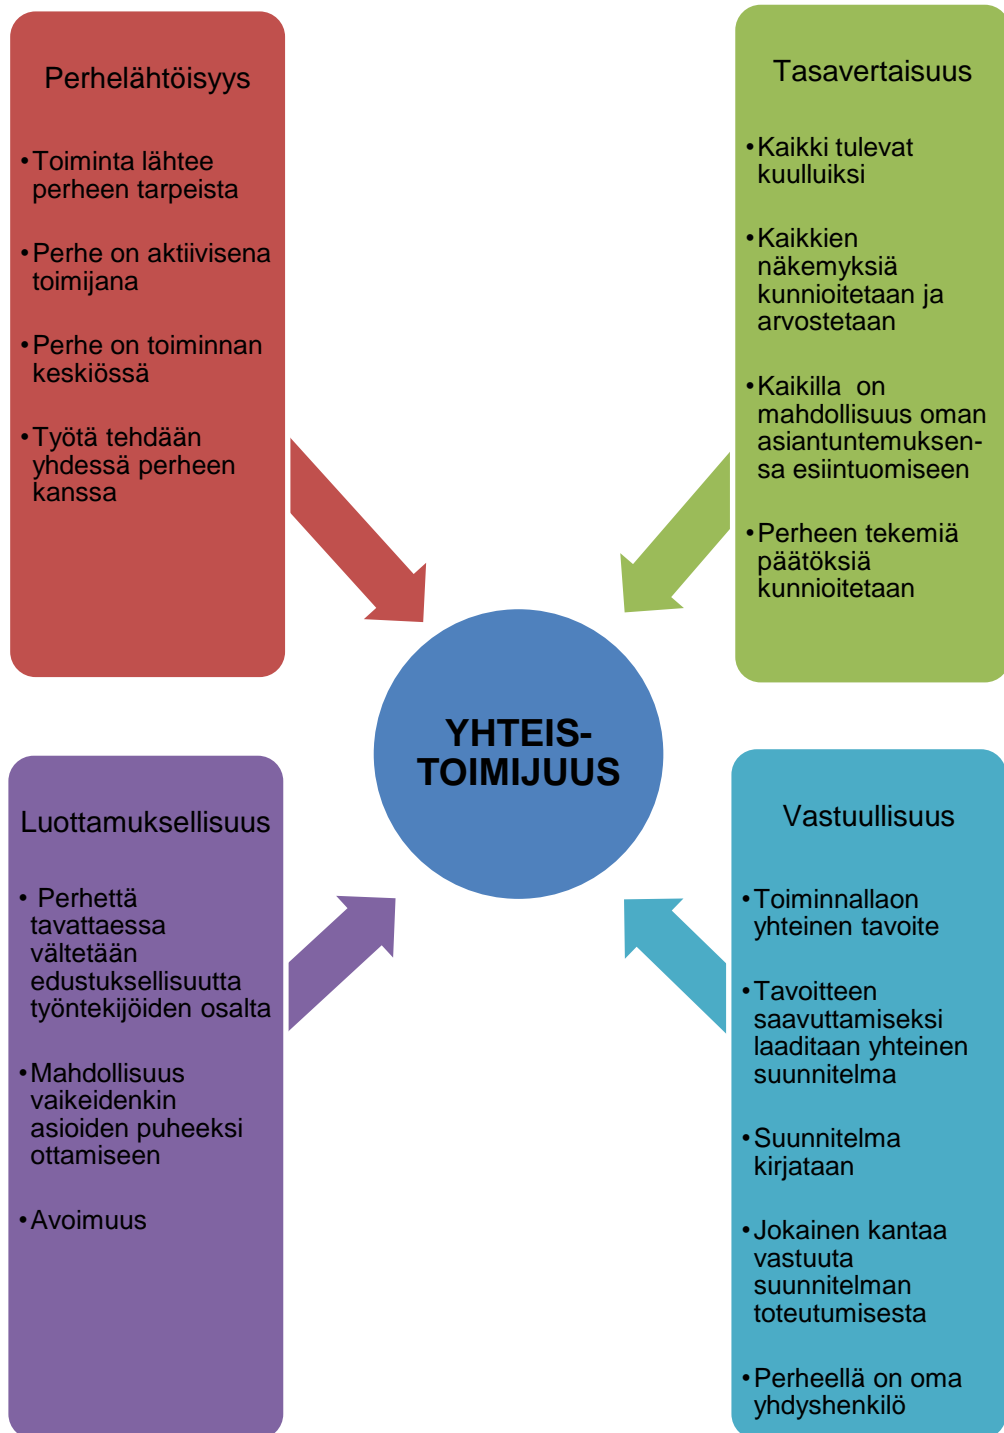 Perhelähtöisyys
•Toiminta lähtee
perheen tarpeista
•Perhe on aktiivisena
toimijana
•Perhe on toiminnan
keskiössä
•Työtä tehdään
yhdessä perheen
kanssa
Tasavertaisuus
•Kaikki tulevat
kuulluiksi
•Kaikkien
näkemyksiä
kunnioitetaan ja
arvostetaan
•Kaikilla on
mahdollisuus oman
asiantuntemuksen-
sa esiintuomiseen
•Perheen tekemiä
päätöksiä
kunnioitetaan
YHTEIS-
TOIMIJUUS
Luottamuksellisuus
• Perhettä
tavattaessa
vältetään
edustuksellisuutta
työntekijöiden osalta
•Mahdollisuus
vaikeidenkin
asioiden puheeksi
ottamiseen
•Avoimuus
Vastuullisuus
•Toiminnallaon
yhteinen tavoite
•Tavoitteen
saavuttamiseksi
laaditaan yhteinen
suunnitelma
•Suunnitelma
kirjataan
•Jokainen kantaa
vastuuta
suunnitelman
toteutumisesta
•Perheellä on oma
yhdyshenkilö